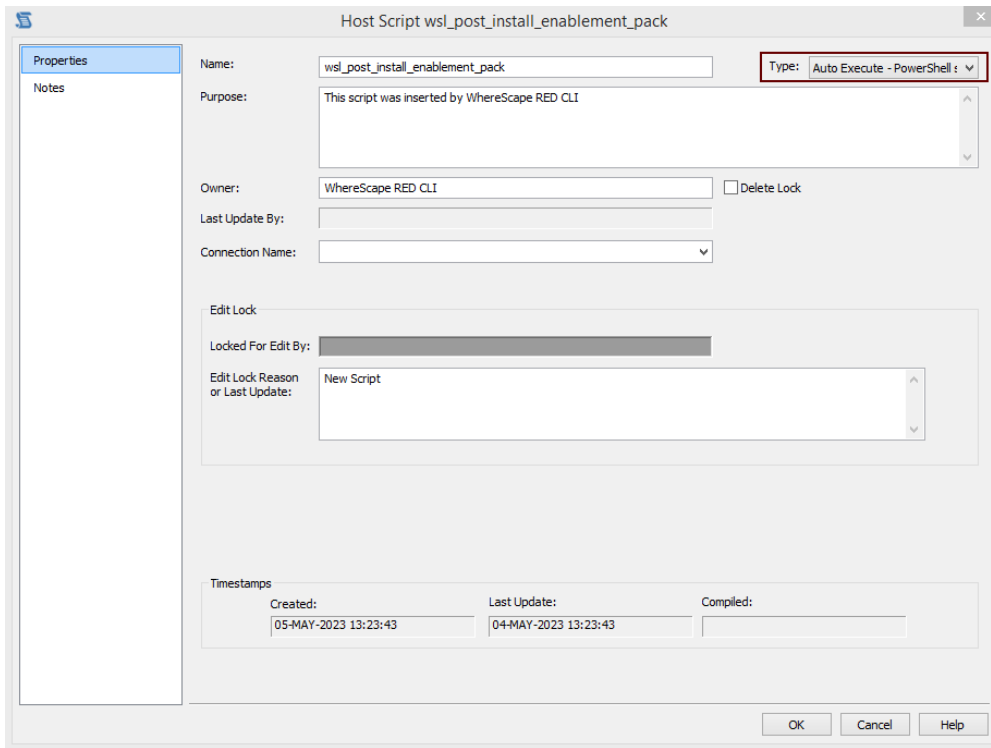 Host Script wsl_post_install_enablement_pack
Properties
Notes
Name: wsl_post_install_enablement_pack Type: Auto Execute - PowerShell s
Purpose: This script was inserted by WhereScape RED CLI
Owner: WhereScape RED CLI Delete Lock
Last Update By:
Connection Name:
Edit Lock
Locked For Edit By:
Edit Lock Reason New Script
or Last Update:
Timestamps
Created: Last Update: Compiled:
05-MAY-2023 13:23:43 04-MAY-2023 13:23:43
OK Cancel Help